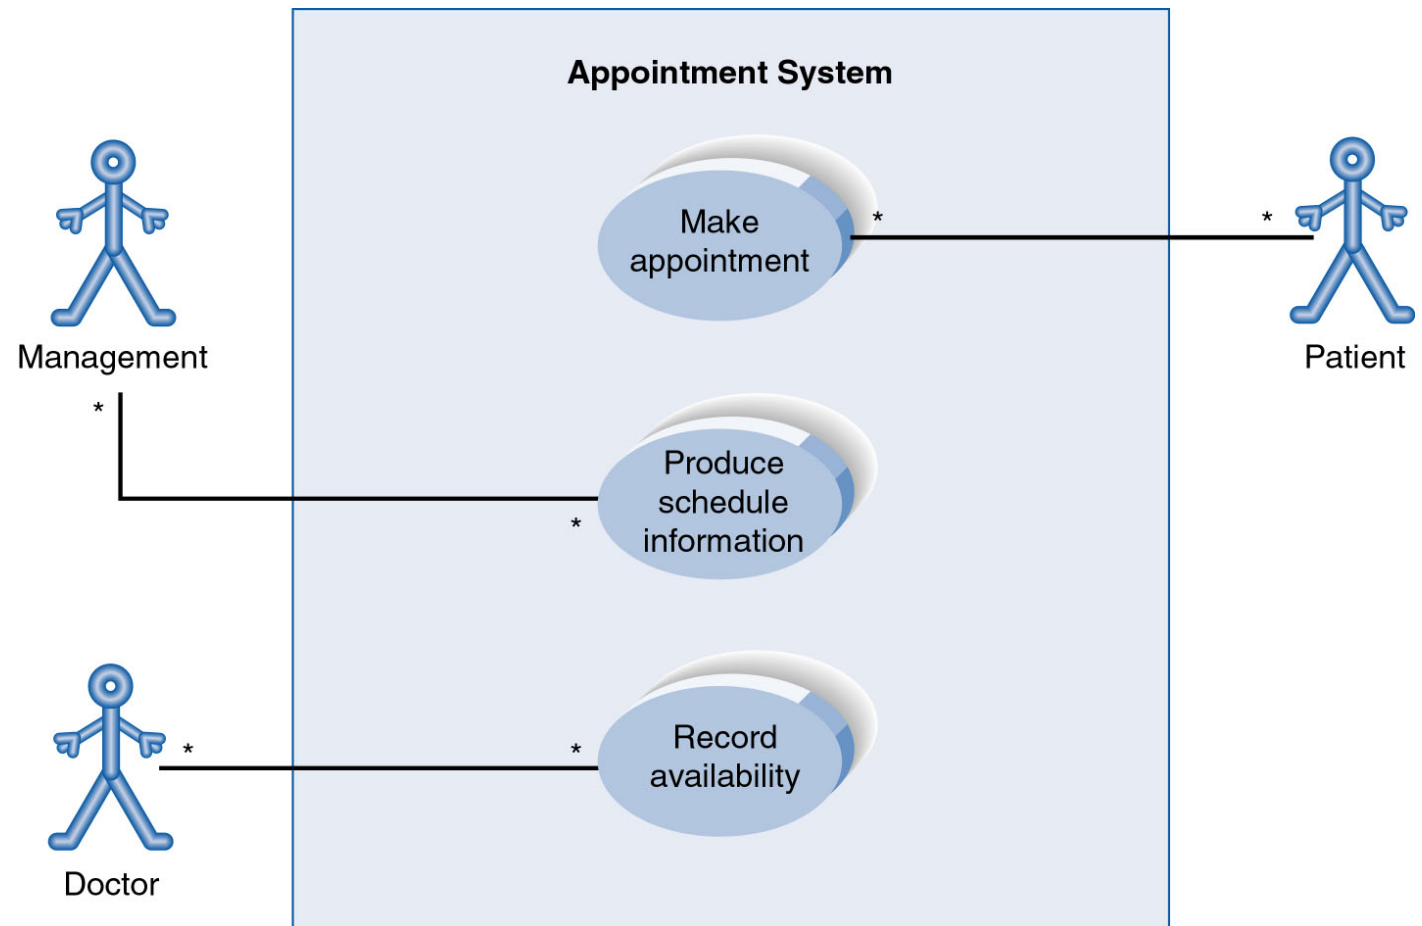 Appointment System
Make
appointment
*
*
Management
Patient
*
Produce
schedule
information
*
Record
availability
*
*
Doctor